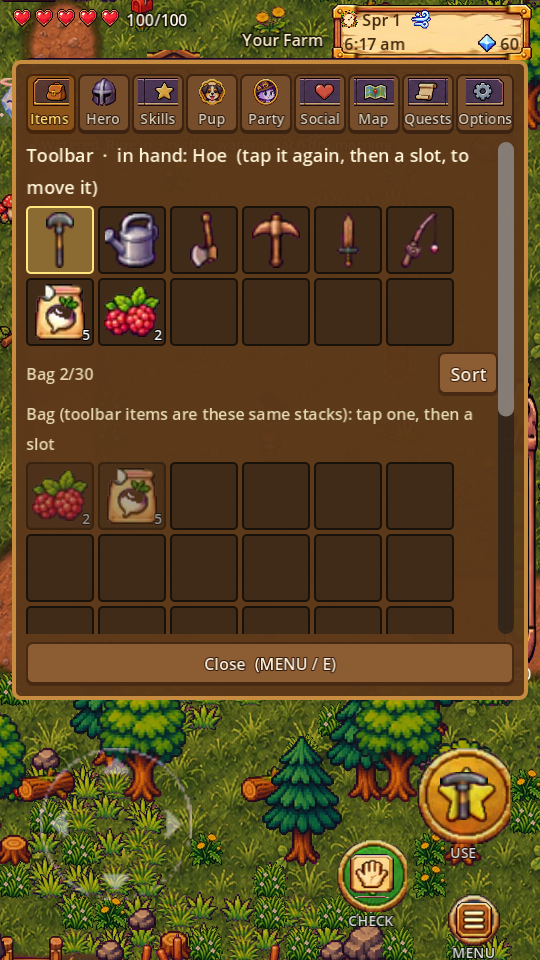 100/100
Your Farm
Spr 1
6:17 am
60
Items
Hero
Skills
Pup
Party
Social
Map
Quests
Options
Toolbar · in hand: Hoe (tap it again, then a slot, to
move it)
5
2
Bag 2/30
Sort
Bag (toolbar items are these same stacks): tap one, then a
slot
2
5
Close (MENU / E)
USE
CHECK
MENU